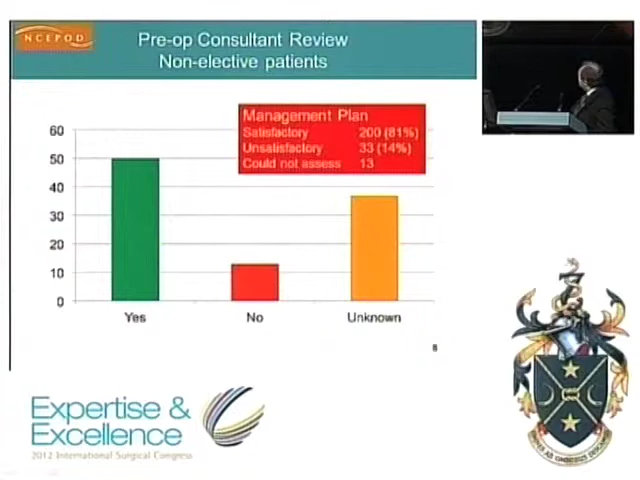 NCEPOD
Pre-op Consultant Review
Non-elective patients
Management Plan
Satisfactory 200 (81%)
Unsatisfactory 33 (14%)
Could not assess 13
60
50
40
30
20
10
0
Yes No Unknown
8
Expertise &
Excellence
2012 International Surgical Congress